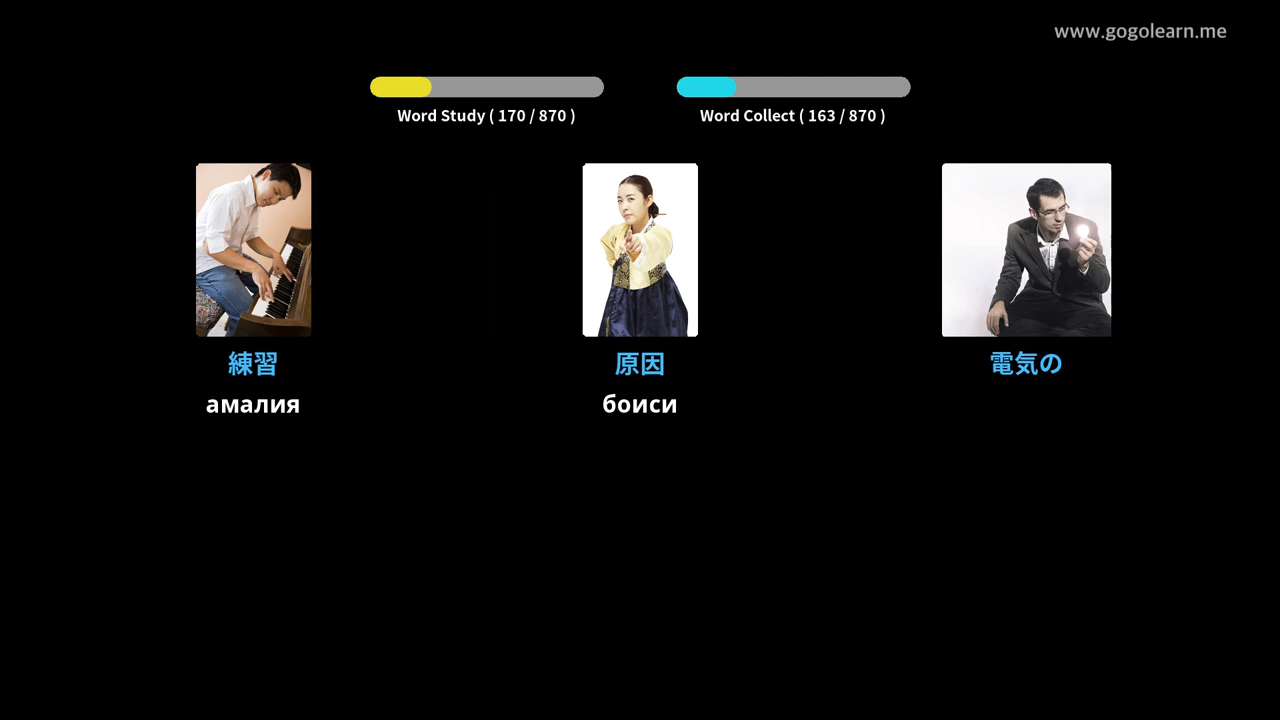 www.gogolearn.me
Word Study ( 170 / 870 )
Word Collect ( 163 / 870 )
練習
амалия
原因
боиси
電気の